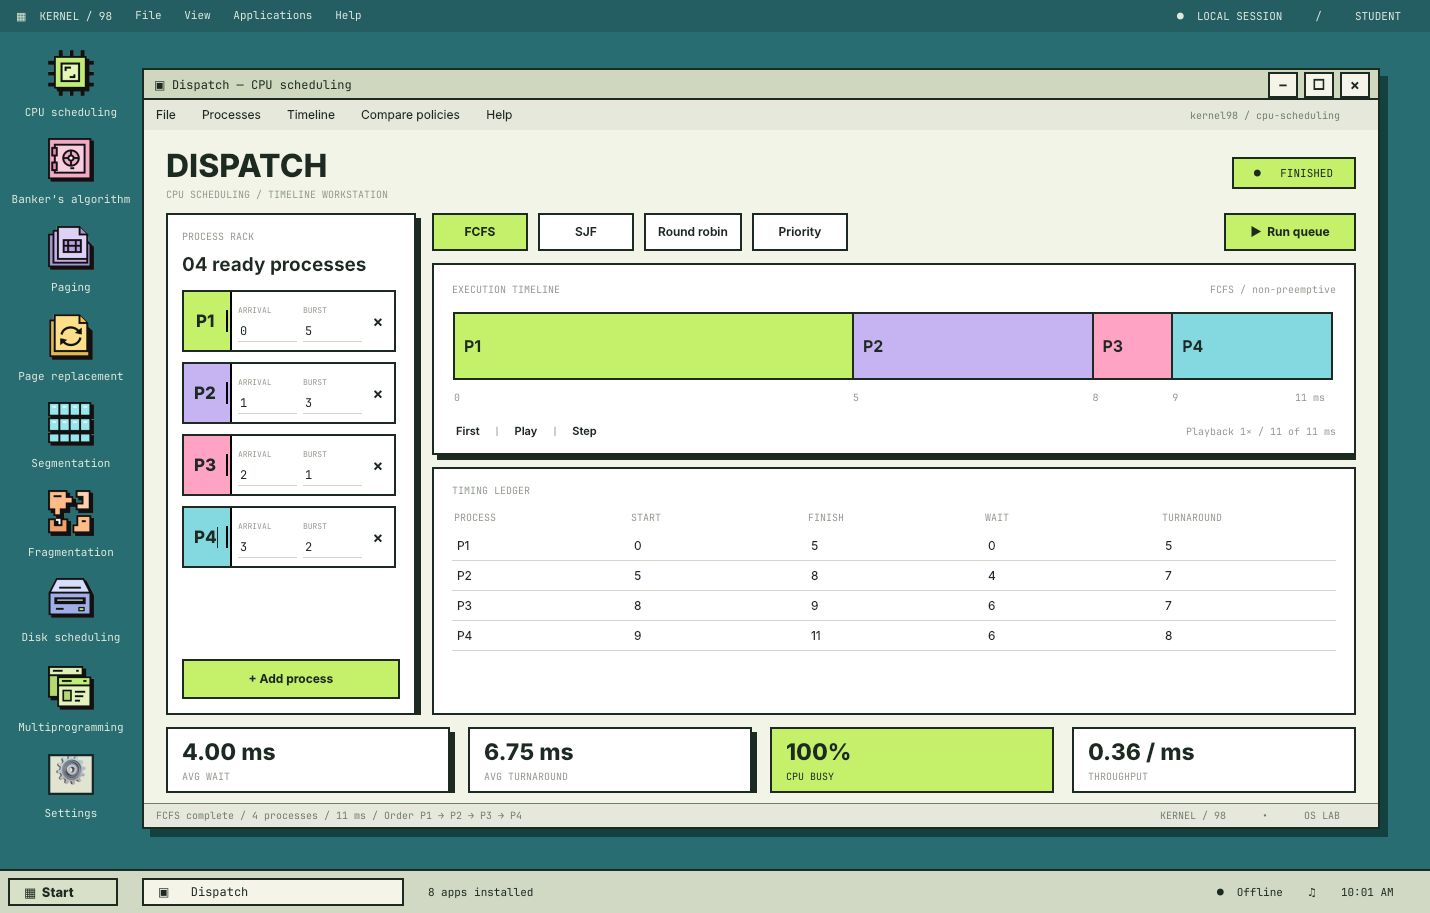 KERNEL / 98 File View Applications Help ● LOCAL SESSION / STUDENT
CPU scheduling
Banker's algorithm
Paging
Page replacement
Segmentation
Fragmentation
Disk scheduling
Multiprogramming
Settings
Dispatch — CPU scheduling − □ ×
File Processes Timeline Compare policies Help kernel98 / cpu-scheduling
DISPATCH
CPU SCHEDULING / TIMELINE WORKSTATION
● FINISHED
PROCESS RACK
04 ready processes
P1 ARRIVAL BURST
0 5 ×
P2 ARRIVAL BURST
1 3 ×
P3 ARRIVAL BURST
2 1 ×
P4 ARRIVAL BURST
3 2 ×
+ Add process
FCFS SJF Round robin Priority ▶ Run queue
EXECUTION TIMELINE FCFS / non-preemptive
P1 P2 P3 P4
0 5 8 9 11 ms
First | Play | Step Playback 1× / 11 of 11 ms
TIMING LEDGER
PROCESS START FINISH WAIT TURNAROUND
P1 0 5 0 5
P2 5 8 4 7
P3 8 9 6 7
P4 9 11 6 8
4.00 ms
AVG WAIT
6.75 ms
AVG TURNAROUND
100%
CPU BUSY
0.36 / ms
THROUGHPUT
FCFS complete / 4 processes / 11 ms / Order P1 → P2 → P3 → P4 KERNEL / 98 • OS LAB
Start Dispatch 8 apps installed ● Offline ♫ 10:01 AM